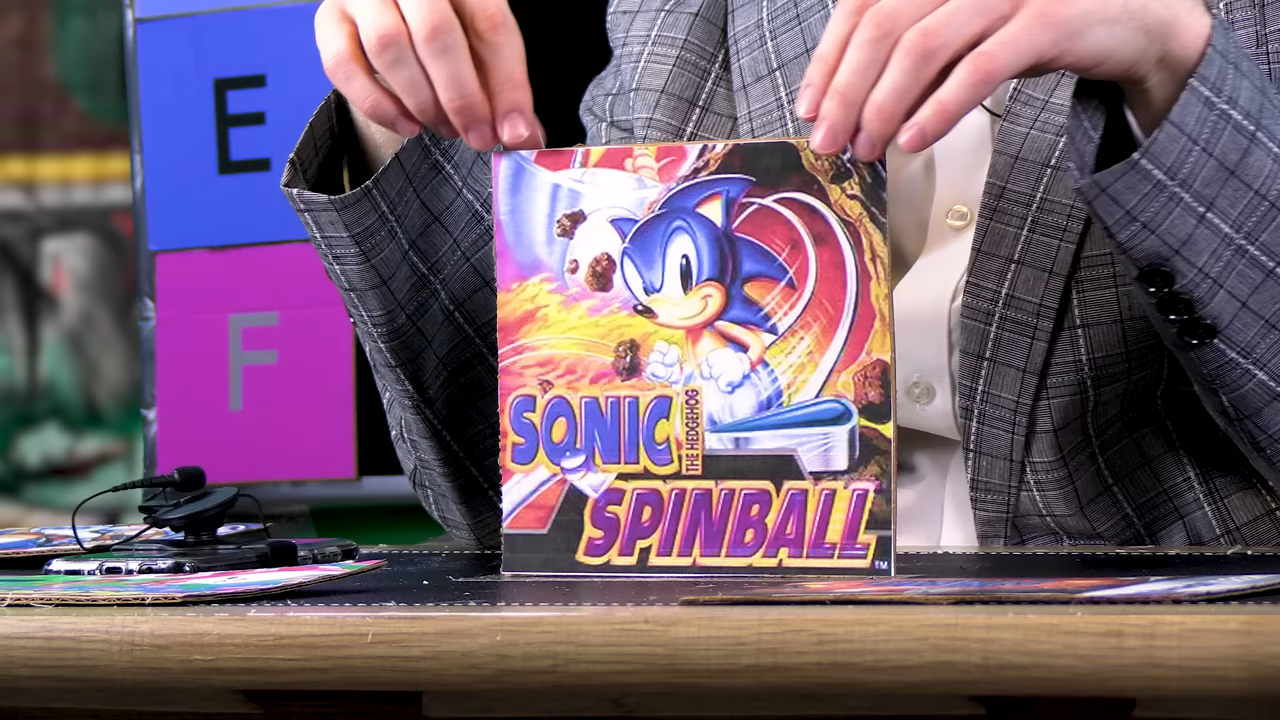 E
F
SONIC
THE HEDGEHOG
SPINBALL
TM